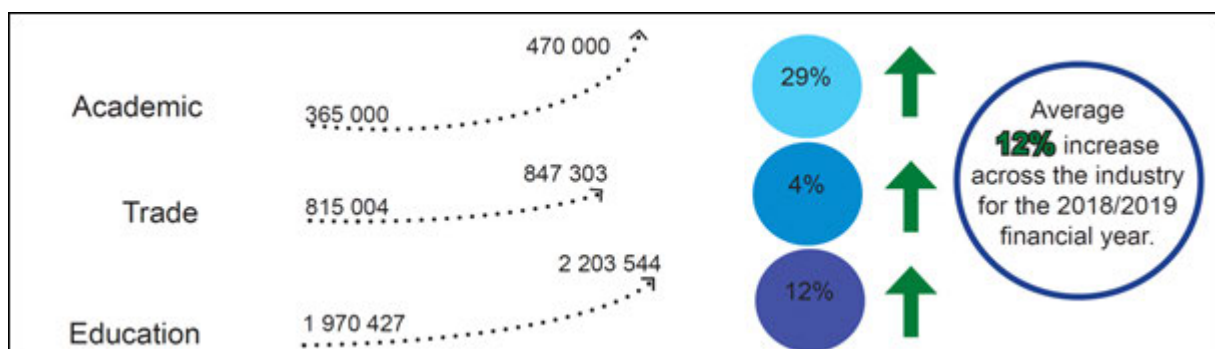 Academic
365 000
470 000
29%
Trade
815 004
847 303
4%
Education
1 970 427
2 203 544
12%
Average
12% increase
across the industry
for the 2018/2019
financial year.